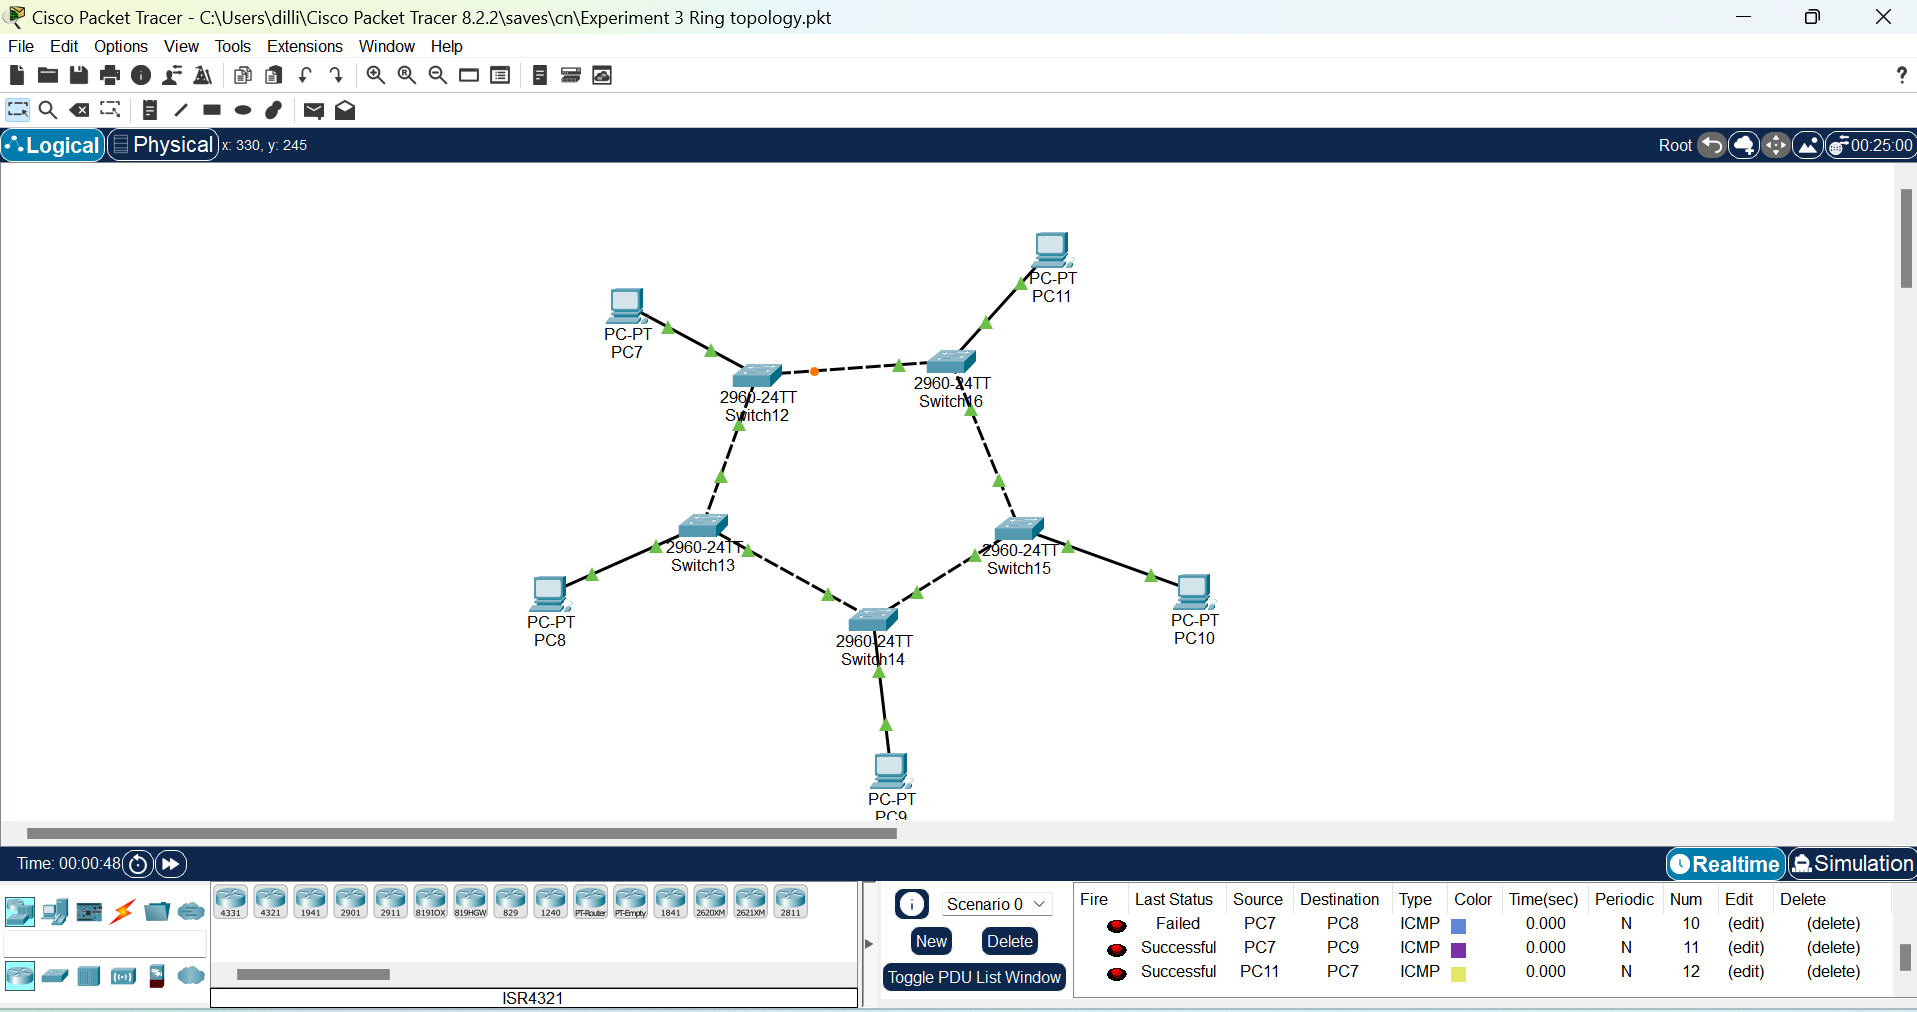 Cisco Packet Tracer - C:\Users\dilli\Cisco Packet Tracer 8.2.2\saves\cn\Experiment 3 Ring topology.pkt
File Edit Options View Tools Extensions Window Help
?
Logical Physical x: 330, y: 245 Root 00:25:00
PC-PT
PC11
PC-PT
PC7
2960-24TT
Switch12
2960-24TT
Switch16
2960-24TT
Switch13
2960-24TT
Switch15
PC-PT
PC8
2960-24TT
Switch14
PC-PT
PC10
PC-PT
PC9
Time: 00:00:48 Realtime Simulation
4331 4321 1941 2901 2911 819IOX 819HGW 829 1240 PT-Router PT-Empty 1841 2620XM 2621XM 2811
ISR4321
Scenario 0
New Delete
Toggle PDU List Window
Fire Last Status Source Destination Type Color Time(sec) Periodic Num Edit Delete
Failed PC7 PC8 ICMP 0.000 N 10 (edit) (delete)
Successful PC7 PC9 ICMP 0.000 N 11 (edit) (delete)
Successful PC11 PC7 ICMP 0.000 N 12 (edit) (delete)